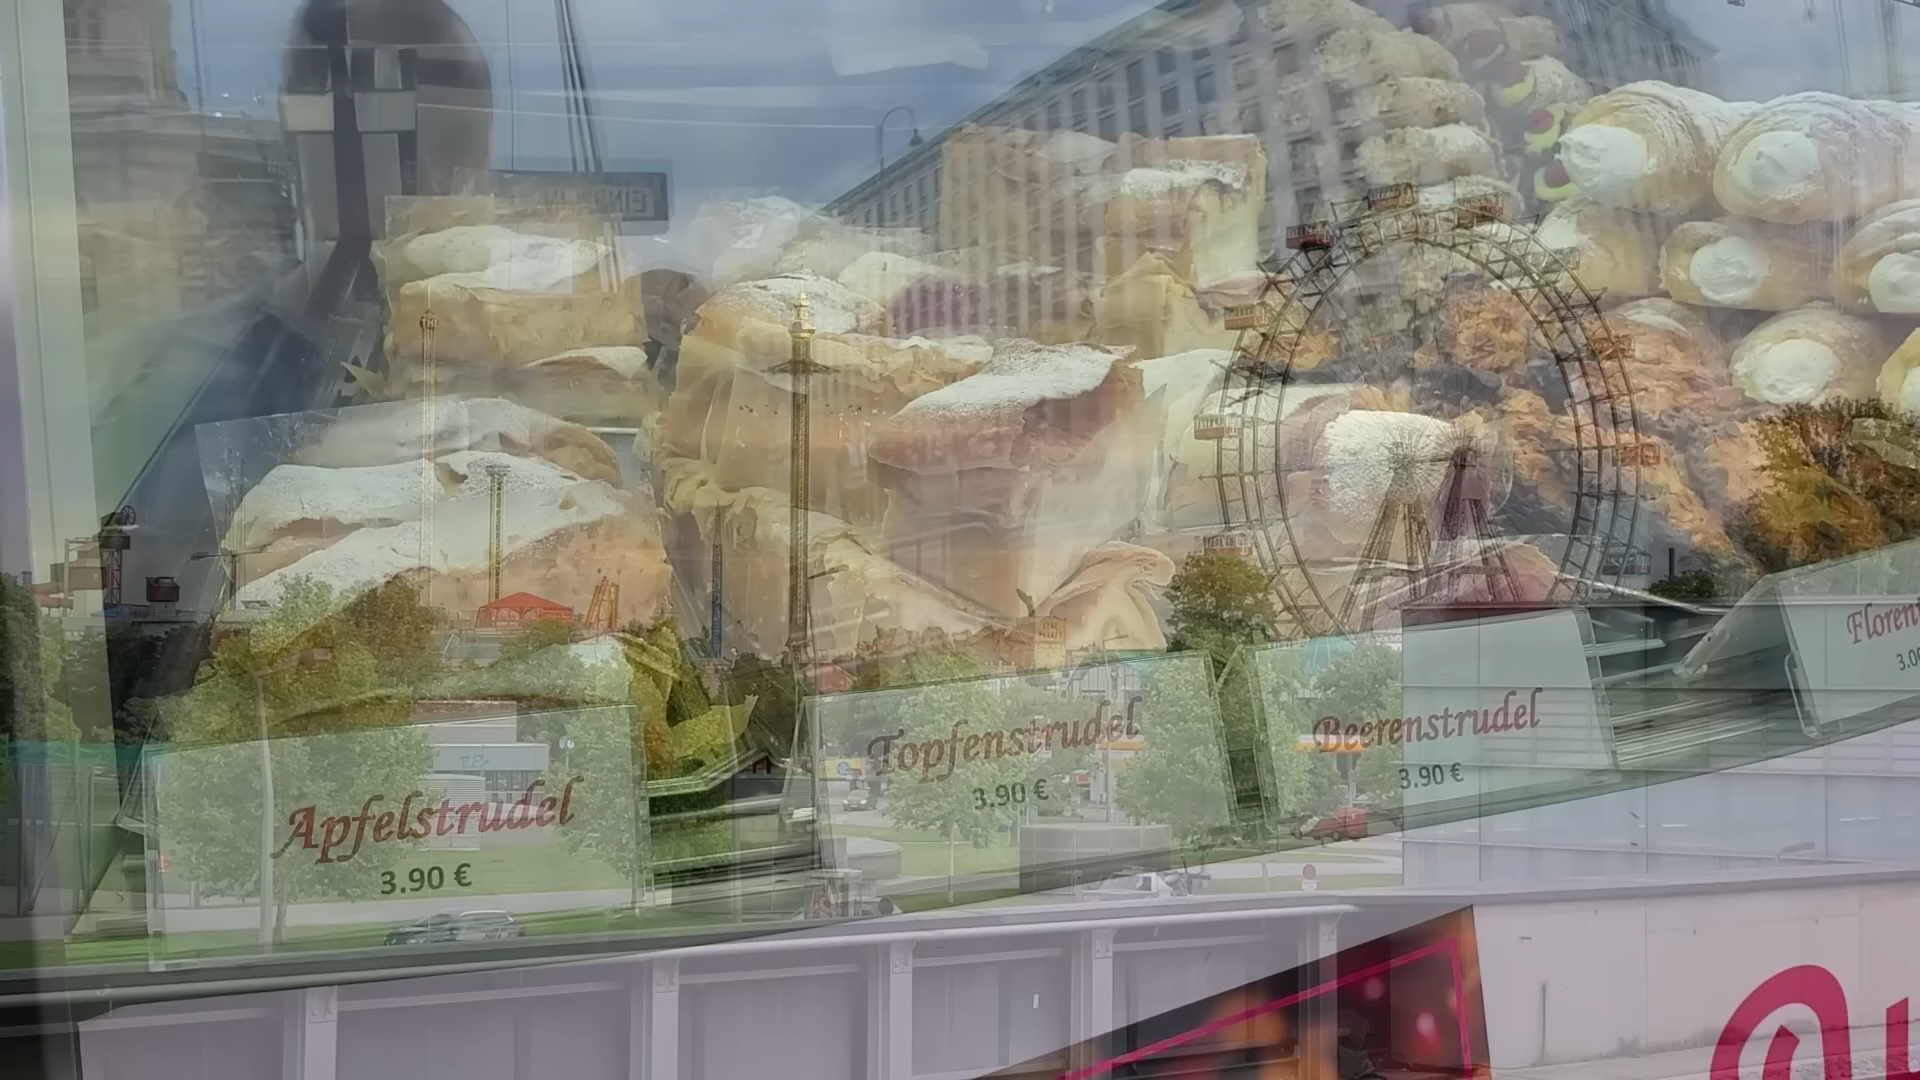 Apfelstrudel
3.90 €
Topfenstrudel
3.90 €
Beerenstrudel
3.90 €